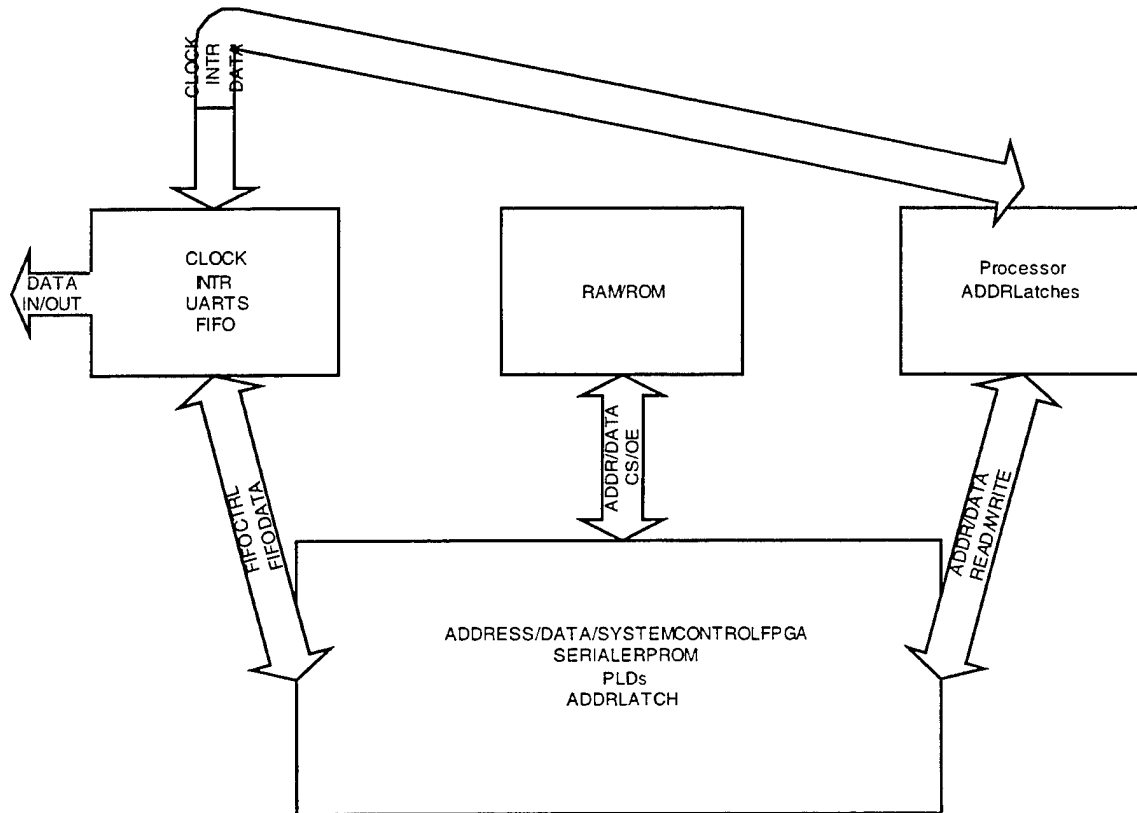 CLOCK
INTR
DATA
DATA
IN/OUT
CLOCK
INTR
UARTS
FIFO
RAM/ROM
Processor
ADDRLatches
FIFOCTRL
FIFODATA
ADDR/DATA
CS/OE
ADDR/DATA
READ/WRITE
ADDRESS/DATA/SYSTEMCONTROLFPGA
SERIALERPROM
PLDs
ADDRLATCH